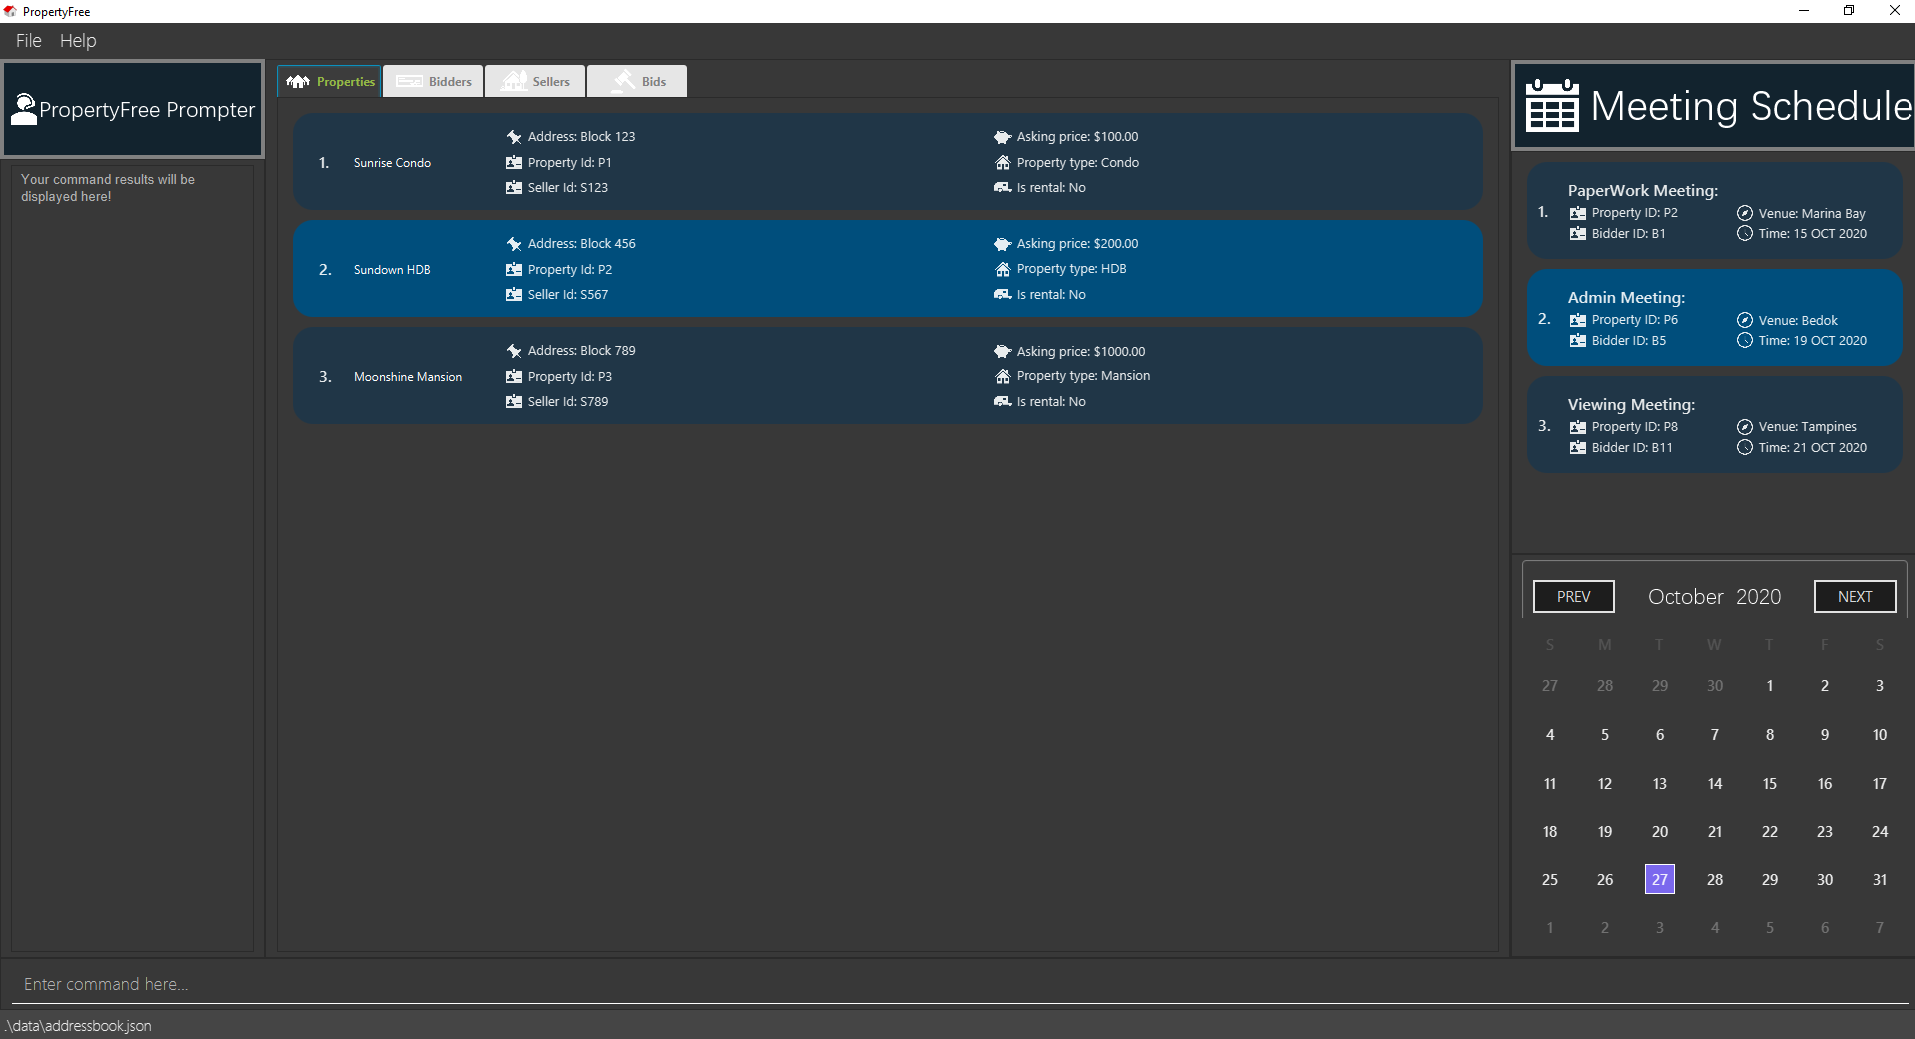 PropertyFree
File Help
PropertyFree Prompter
Your command results will be
displayed here!
Properties Bidders Sellers Bids
1. Sunrise Condo
Address: Block 123
Property Id: P1
Seller Id: S123
Asking price: $100.00
Property type: Condo
Is rental: No
2. Sundown HDB
Address: Block 456
Property Id: P2
Seller Id: S567
Asking price: $200.00
Property type: HDB
Is rental: No
3. Moonshine Mansion
Address: Block 789
Property Id: P3
Seller Id: S789
Asking price: $1000.00
Property type: Mansion
Is rental: No
Meeting Schedule
1. PaperWork Meeting:
Property ID: P2 Venue: Marina Bay
Bidder ID: B1 Time: 15 OCT 2020
2. Admin Meeting:
Property ID: P6 Venue: Bedok
Bidder ID: B5 Time: 19 OCT 2020
3. Viewing Meeting:
Property ID: P8 Venue: Tampines
Bidder ID: B11 Time: 21 OCT 2020
PREV October 2020 NEXT
S M T W T F S
27 28 29 30 1 2 3
4 5 6 7 8 9 10
11 12 13 14 15 16 17
18 19 20 21 22 23 24
25 26 27 28 29 30 31
1 2 3 4 5 6 7
Enter command here...
.\data\addressbook.json